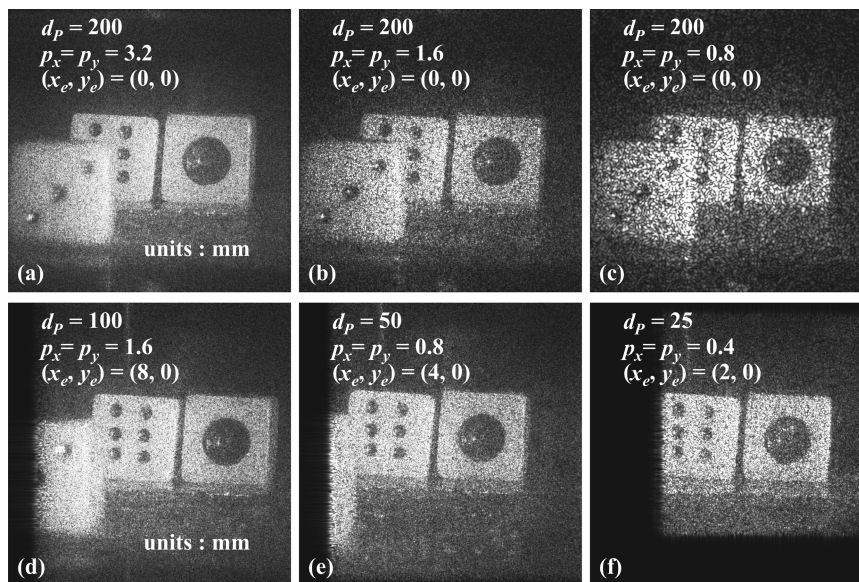 d_P = 200
p_x = p_y = 3.2
(x_e, y_e) = (0, 0)
units : mm
(a)
d_P = 200
p_x = p_y = 1.6
(x_e, y_e) = (0, 0)
(b)
d_P = 200
p_x = p_y = 0.8
(x_e, y_e) = (0, 0)
(c)
d_P = 100
p_x = p_y = 1.6
(x_e, y_e) = (8, 0)
units : mm
(d)
d_P = 50
p_x = p_y = 0.8
(x_e, y_e) = (4, 0)
(e)
d_P = 25
p_x = p_y = 0.4
(x_e, y_e) = (2, 0)
(f)